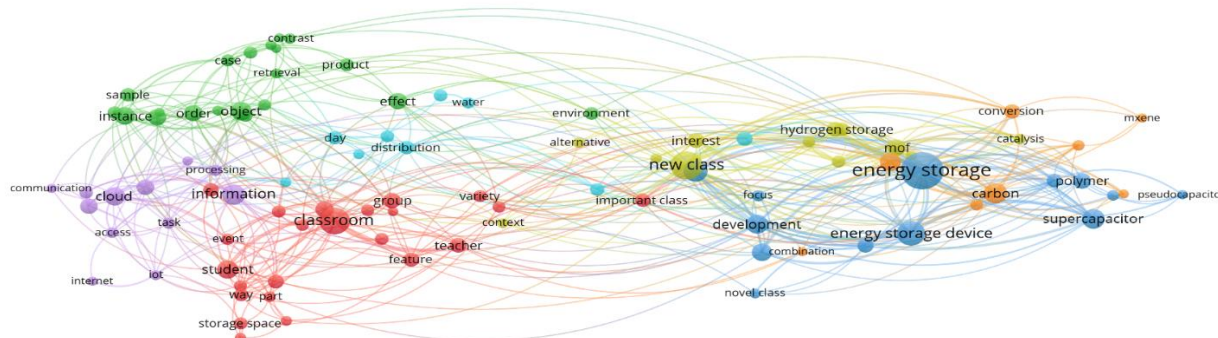 contrast
case
retrieval
product
sample
instance
order
object
effect
water
environment
day
distribution
alternative
interest
hydrogen storage
conversion
mxene
catalysis
mof
processing
communication
cloud
information
new class
energy storage
access
task
classroom
group
variety
context
important class
focus
carbon
polymer
pseudocapacito
supercapacitor
development
energy storage device
event
teacher
feature
combination
student
internet
iot
way
part
novel class
storage space